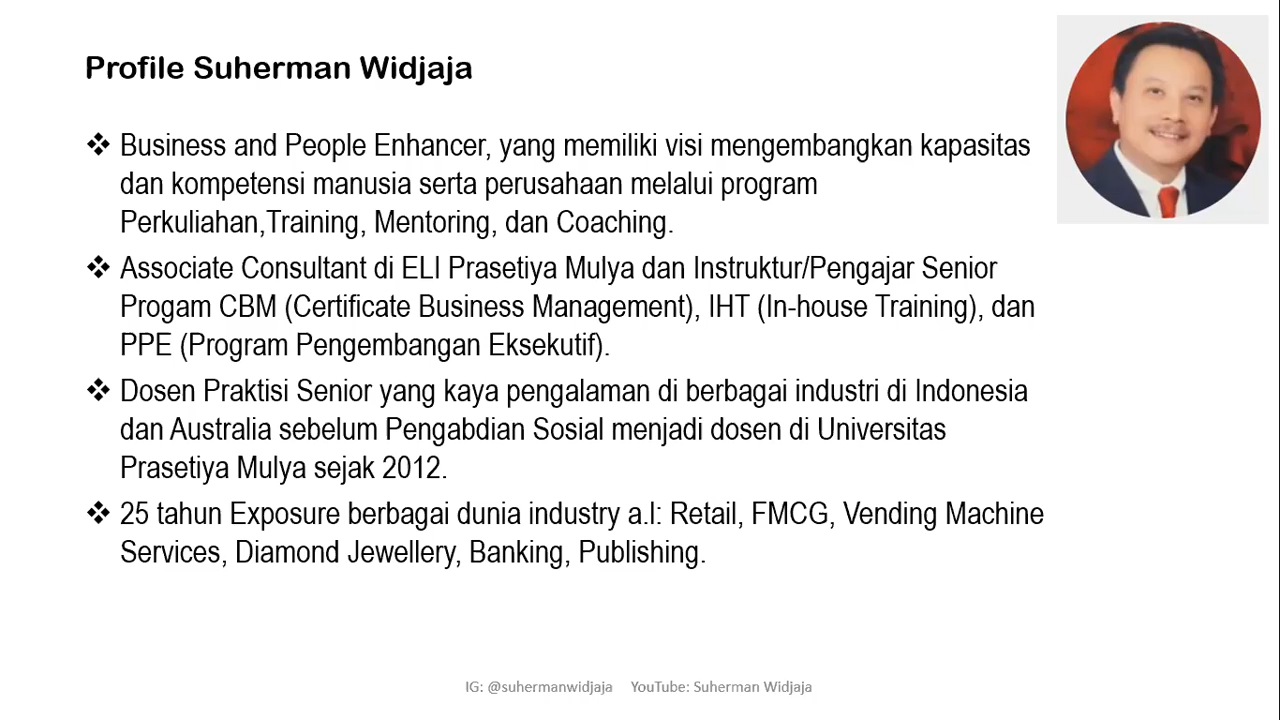 Profile Suherman Widjaja
❖ Business and People Enhancer, yang memiliki visi mengembangkan kapasitas
dan kompetensi manusia serta perusahaan melalui program
Perkuliahan,Training, Mentoring, dan Coaching.
❖ Associate Consultant di ELI Prasetiya Mulya dan Instruktur/Pengajar Senior
Progam CBM (Certificate Business Management), IHT (In-house Training), dan
PPE (Program Pengembangan Eksekutif).
❖ Dosen Praktisi Senior yang kaya pengalaman di berbagai industri di Indonesia
dan Australia sebelum Pengabdian Sosial menjadi dosen di Universitas
Prasetiya Mulya sejak 2012.
❖ 25 tahun Exposure berbagai dunia industry a.l: Retail, FMCG, Vending Machine
Services, Diamond Jewellery, Banking, Publishing.
IG: @suhermanwidjaja YouTube: Suherman Widjaja